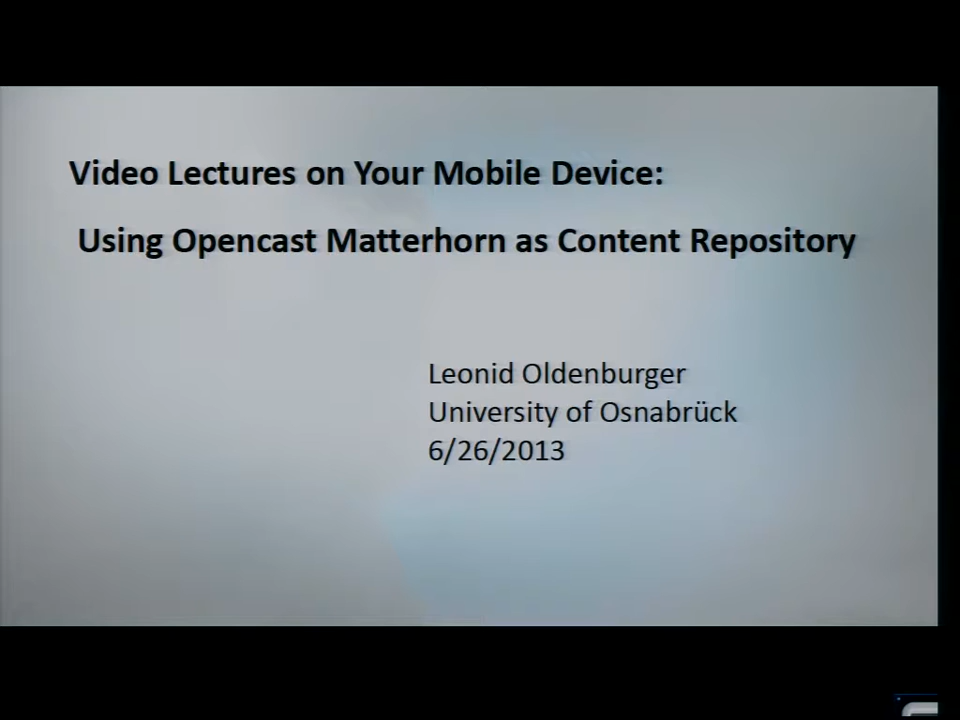 Video Lectures on Your Mobile Device:
Using Opencast Matterhorn as Content Repository
Leonid Oldenburger
University of Osnabrück
6/26/2013